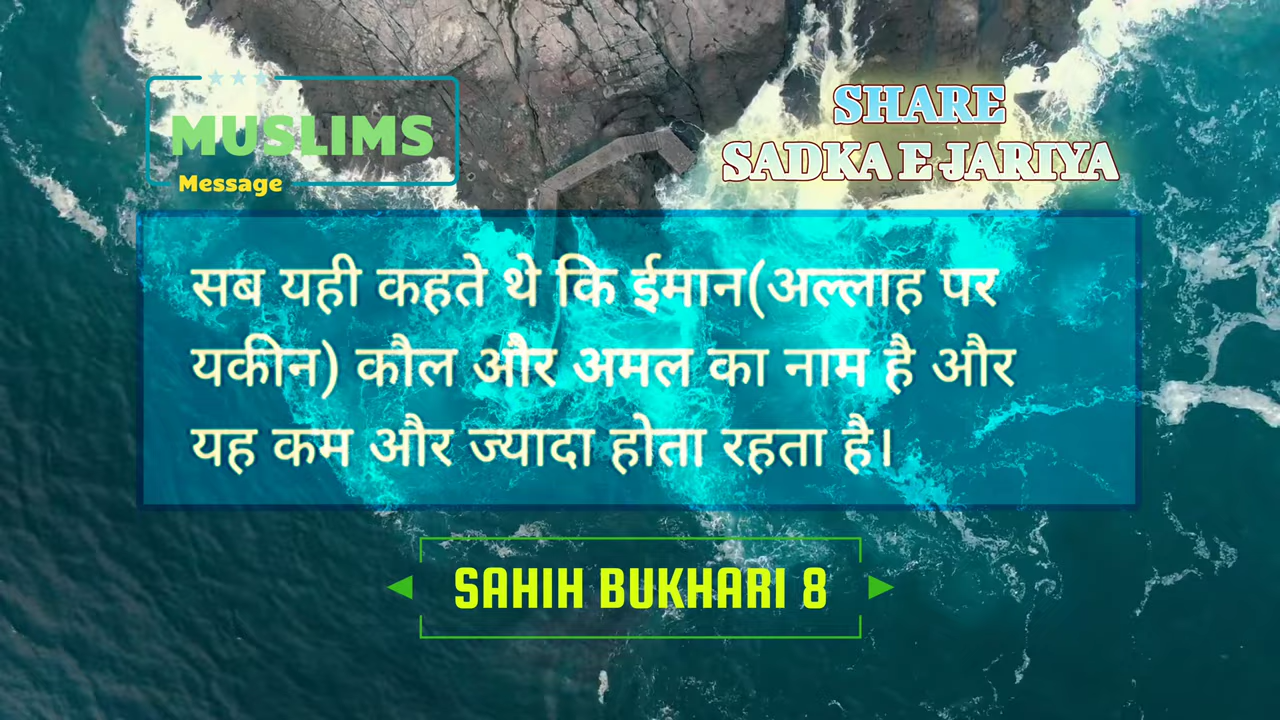 MUSLIMS
Message
SHARE
SADKA E JARIYA
सब यही कहते थे कि ईमान(अल्लाह पर
यकीन) कौल और अमल का नाम है और
यह कम और ज्यादा होता रहता है।
SAHIH BUKHARI 8